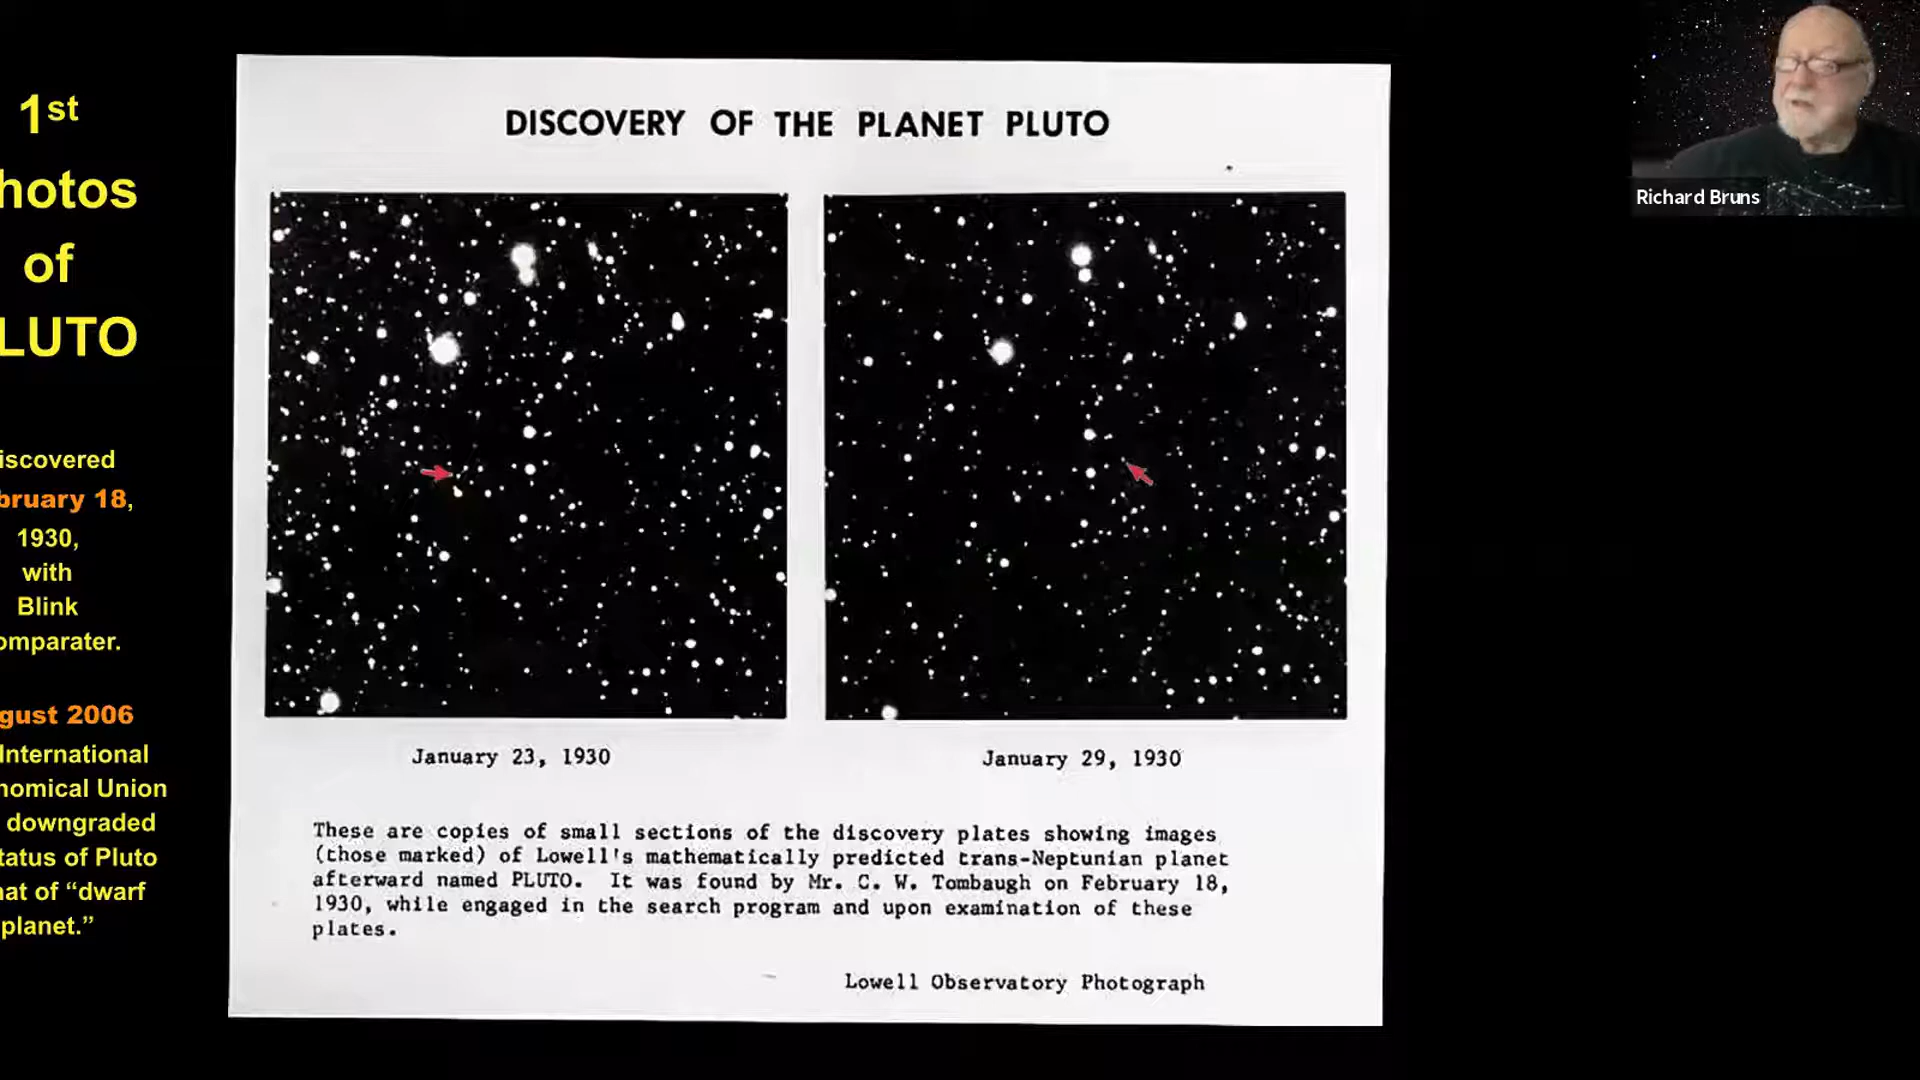 1st
hotos
of
LUTO
iscovered
bruary 18,
1930,
with
Blink
omparater.
gust 2006
International
nomical Union
downgraded
tatus of Pluto
hat of “dwarf
planet.”
DISCOVERY OF THE PLANET PLUTO
January 23, 1930
January 29, 1930
These are copies of small sections of the discovery plates showing images
(those marked) of Lowell's mathematically predicted trans-Neptunian planet
afterward named PLUTO. It was found by Mr. C. W. Tombaugh on February 18,
1930, while engaged in the search program and upon examination of these
plates.
Lowell Observatory Photograph
Richard Bruns